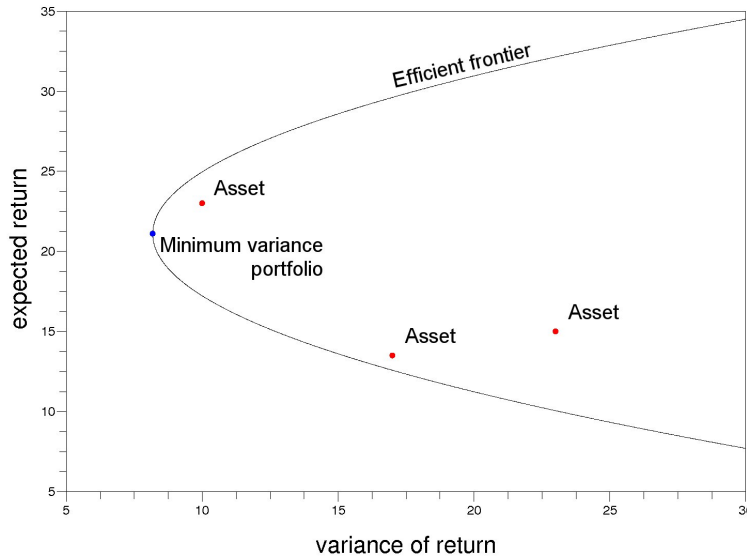 35
30
25
20
15
10
5
expected return
Efficient frontier
Asset
Minimum variance
portfolio
Asset
Asset
5
10
15
20
25
variance of return